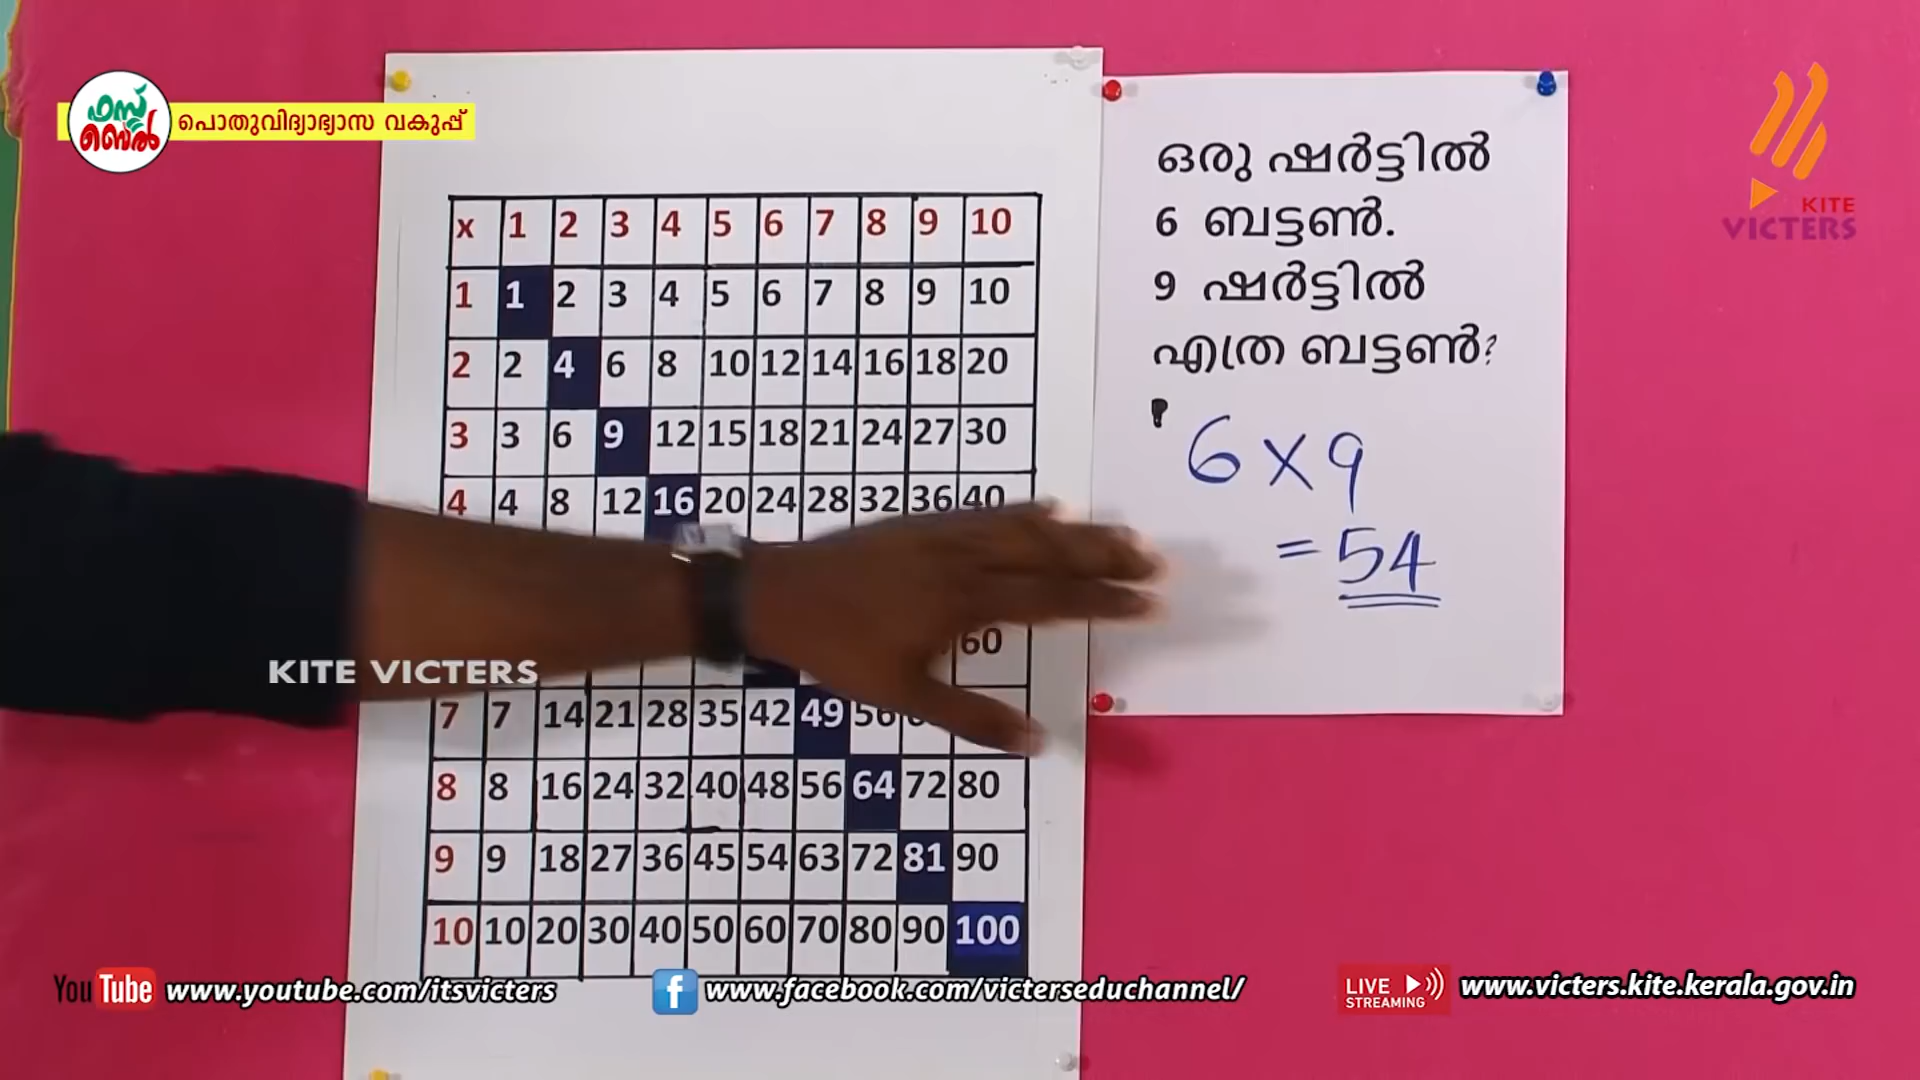 ഫസ്റ്റ്
ബെൽ
പൊതുവിദ്യാഭ്യാസ വകുപ്പ്
KITE
VICTERS
ഒരു ഷർട്ടിൽ
6 ബട്ടൺ.
9 ഷർട്ടിൽ
എത്ര ബട്ടൺ?
6 x 9
= 54
x 1 2 3 4 5 6 7 8 9 10
1 1 2 3 4 5 6 7 8 9 10
2 2 4 6 8 10 12 14 16 18 20
3 3 6 9 12 15 18 21 24 27 30
4 4 8 12 16 20 24 28 32 36 40
60
7 7 14 21 28 35 42 49 56
8 8 16 24 32 40 48 56 64 72 80
9 9 18 27 36 45 54 63 72 81 90
10 10 20 30 40 50 60 70 80 90 100
KITE VICTERS
YouTube www.youtube.com/itsvicters
f www.facebook.com/victerseduchannel/
LIVE
STREAMING
www.victers.kite.kerala.gov.in